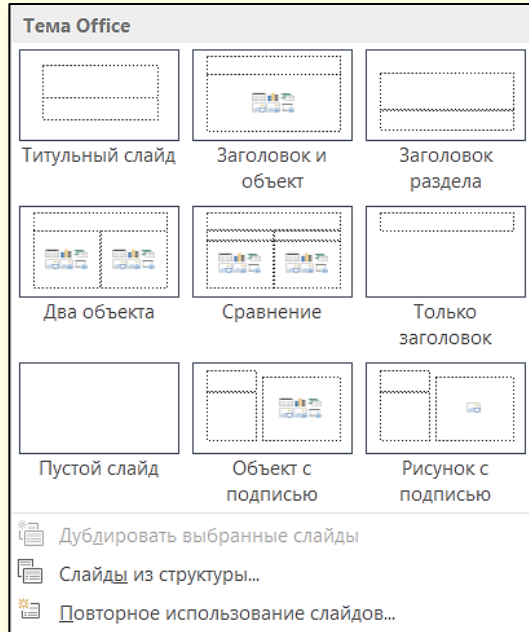 Тема Office
Титульный слайд
Заголовок и
объект
Заголовок
раздела
Два объекта
Сравнение
Только
заголовок
Пустой слайд
Объект с
подписью
Рисунок с
подписью
Дублировать выбранные слайды
Слайды из структуры...
Повторное использование слайдов...